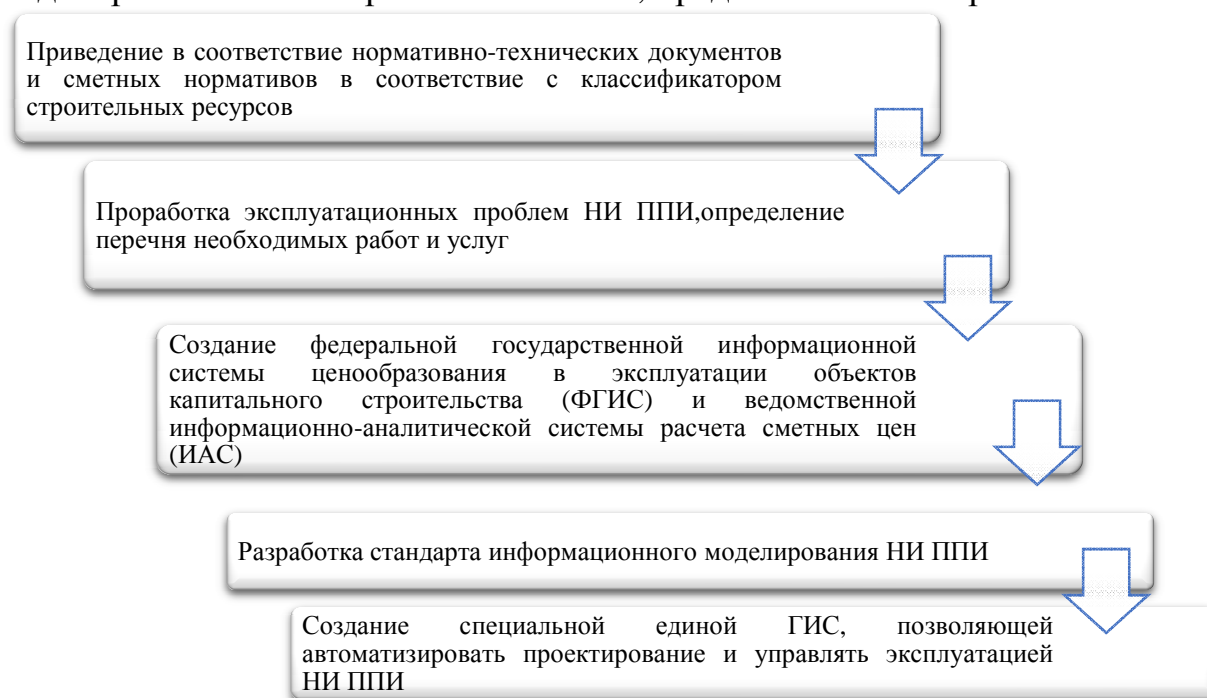 Приведение в соответствие нормативно-технических документов
и сметных нормативов в соответствие с классификатором
строительных ресурсов
Проработка эксплуатационных проблем НИ ППИ,определение
перечня необходимых работ и услуг
Создание федеральной государственной информационной
системы ценообразования в эксплуатации объектов
капитального строительства (ФГИС) и ведомственной
информационно-аналитической системы расчета сметных цен
(ИАС)
Разработка стандарта информационного моделирования НИ ППИ
Создание специальной единой ГИС, позволяющей
автоматизировать проектирование и управлять эксплуатацией
НИ ППИ